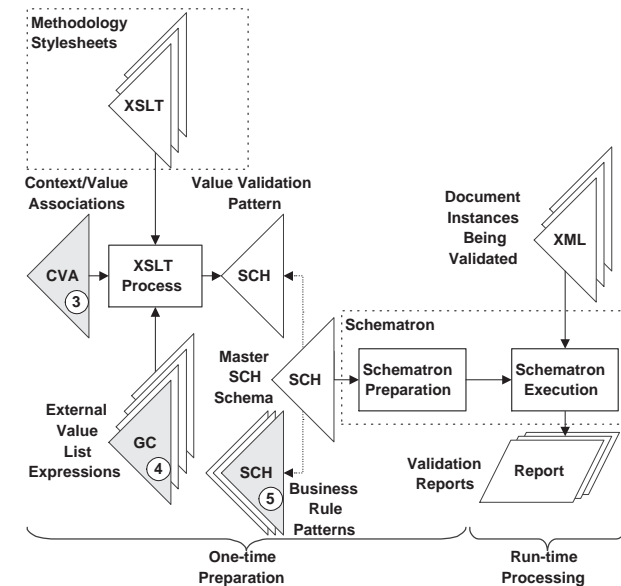 Methodology
Stylesheets
XSLT
Context/Value
Associations
Value Validation
Pattern
Document
Instances
Being
Validated
XML
CVA
3
XSLT
Process
SCH
Schematron
Master
SCH
Schema
SCH
Schematron
Preparation
Schematron
Execution
External
Value
List
Expressions
GC
4
SCH
5
Business
Rule
Patterns
Validation
Reports
Report
One-time
Preparation
Run-time
Processing